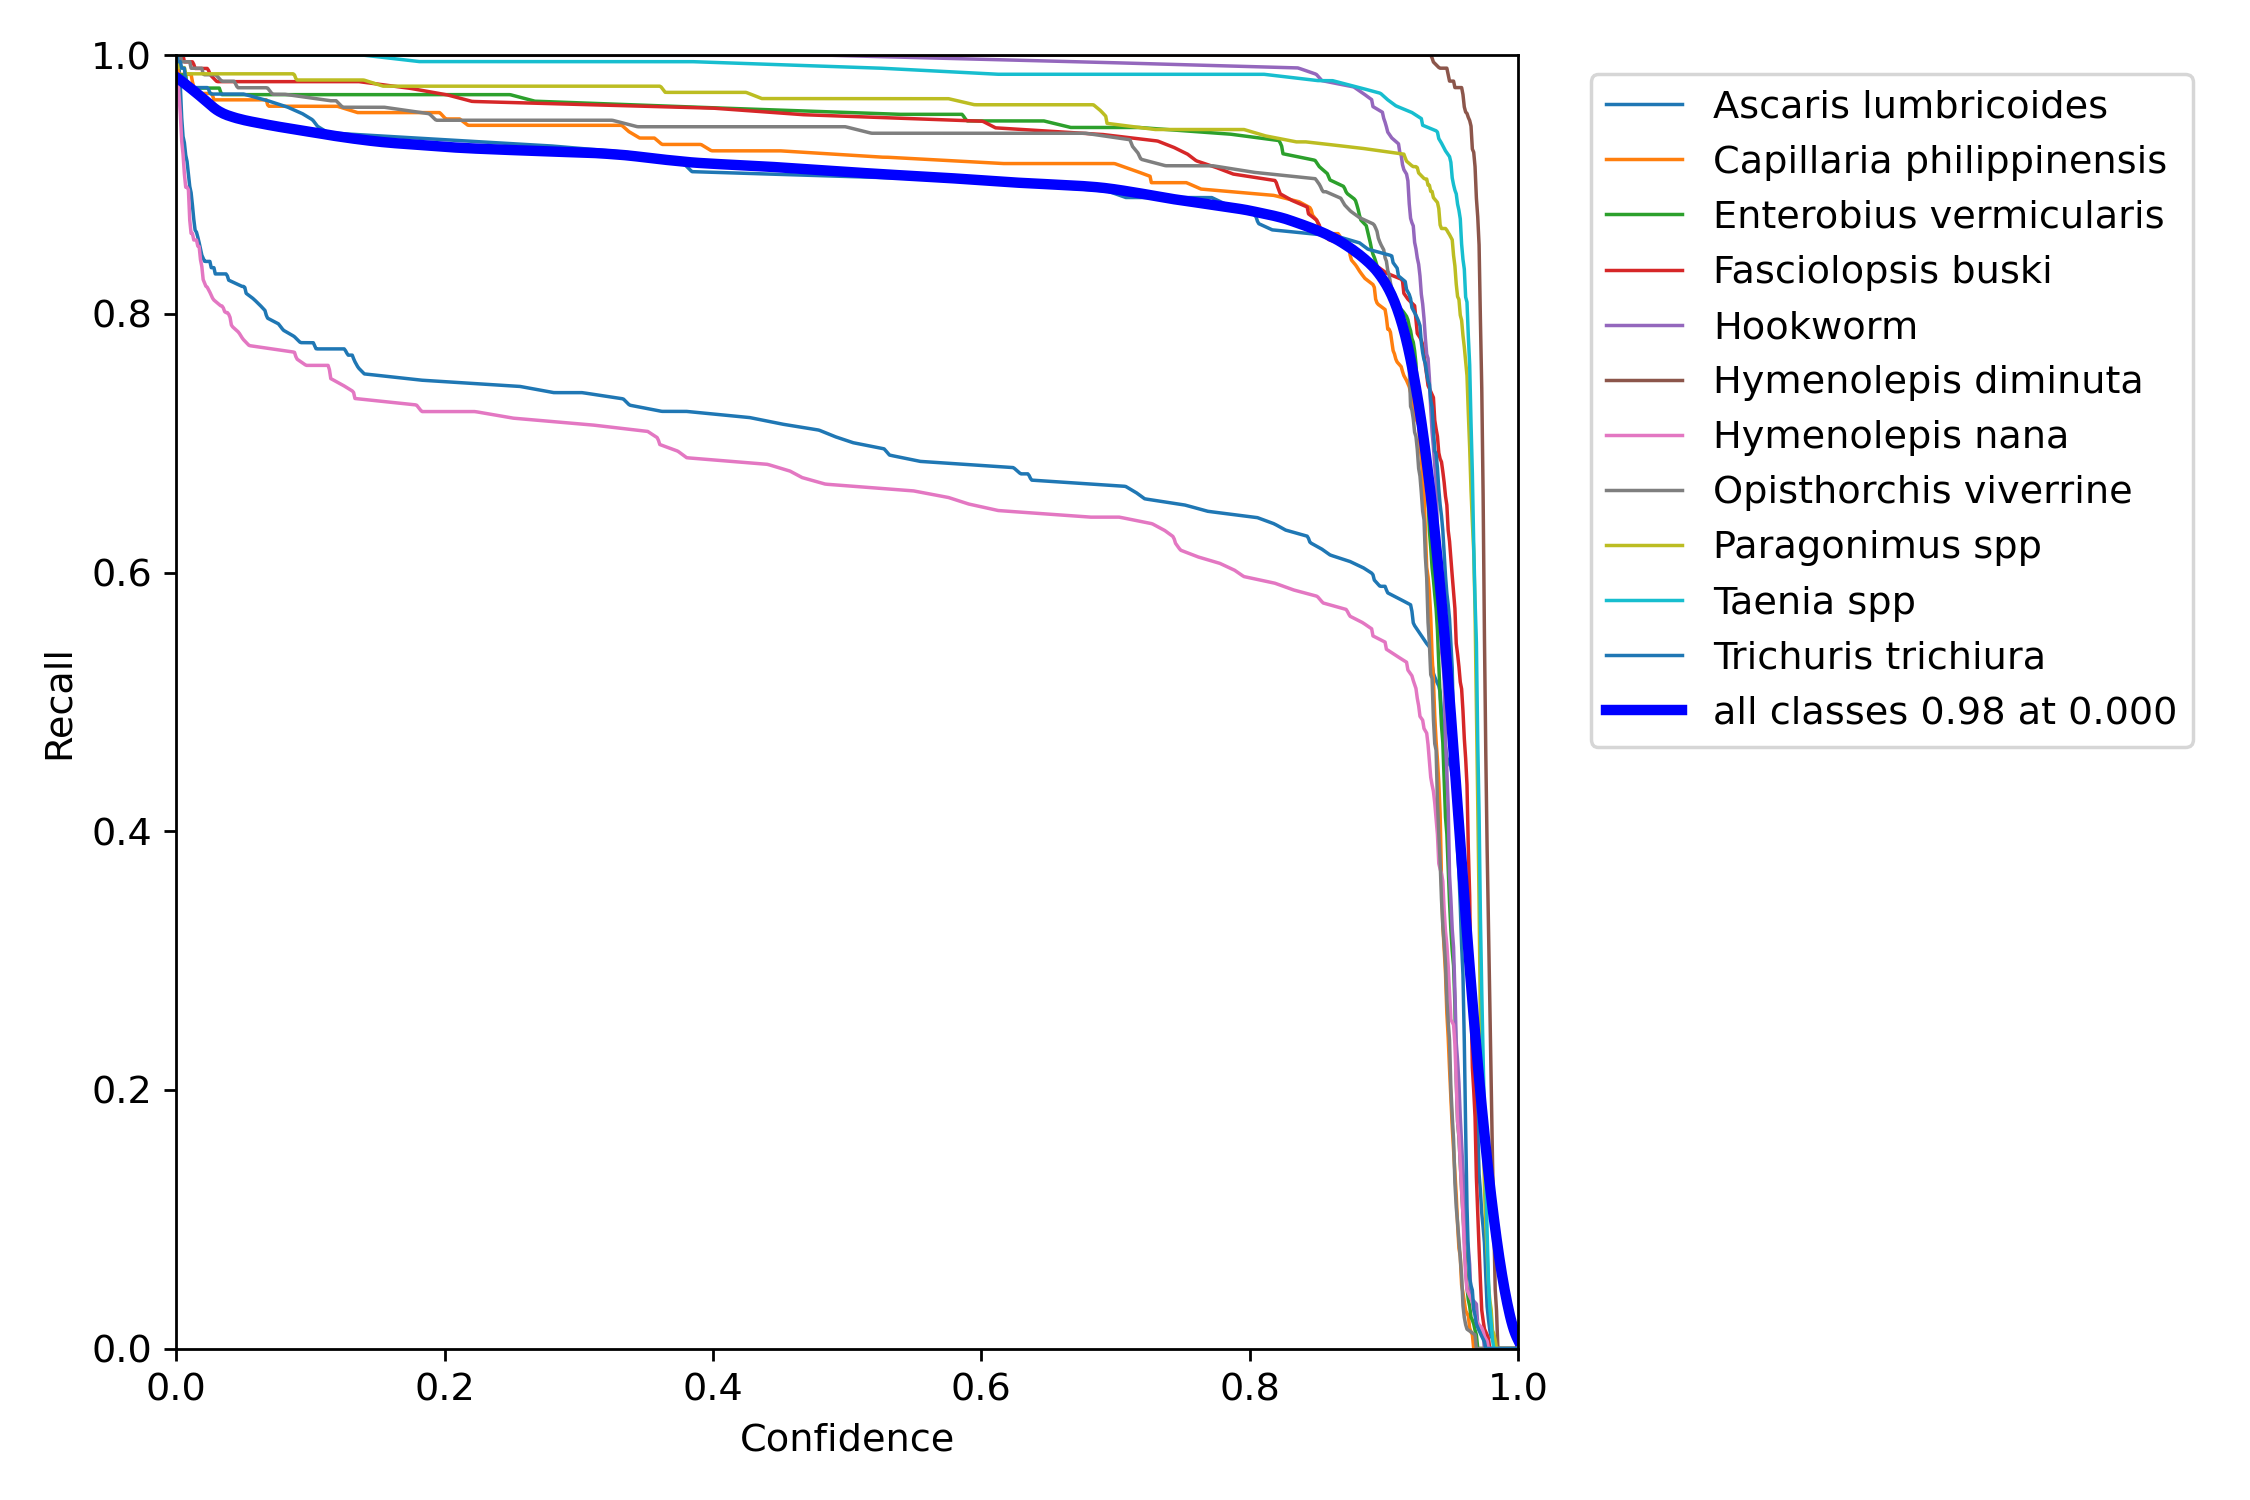 1.0
0.8
0.6
0.4
0.2
0.0
Recall
0.0 0.2 0.4 0.6 0.8 1.0
Confidence
Ascaris lumbricoides
Capillaria philippinensis
Enterobius vermicularis
Fasciolopsis buski
Hookworm
Hymenolepis diminuta
Hymenolepis nana
Opisthorchis viverrine
Paragonimus spp
Taenia spp
Trichuris trichiura
all classes 0.98 at 0.000